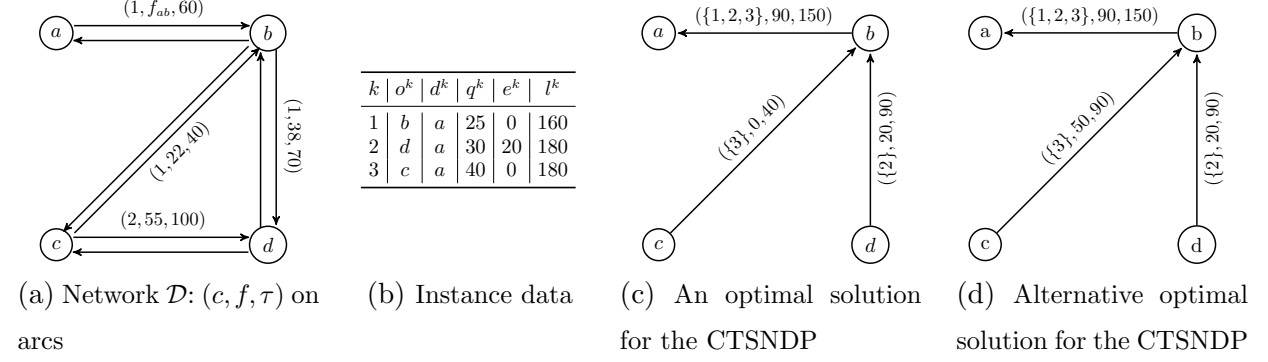 (1, f_ab, 60)
a
b
(1, 22, 40)
(1, 38, 70)
(2, 55, 100)
c
d
(a) Network 𝒟: (c, f, τ) on
arcs
k o^k d^k q^k e^k l^k
1 b a 25 0 160
2 d a 30 20 180
3 c a 40 0 180
(b) Instance data
({1, 2, 3}, 90, 150)
a
b
({3}, 0, 40)
({2}, 20, 90)
c
d
(c) An optimal solution
for the CTSNDP
({1, 2, 3}, 90, 150)
a
b
({3}, 50, 90)
({2}, 20, 90)
c
d
(d) Alternative optimal
solution for the CTSNDP